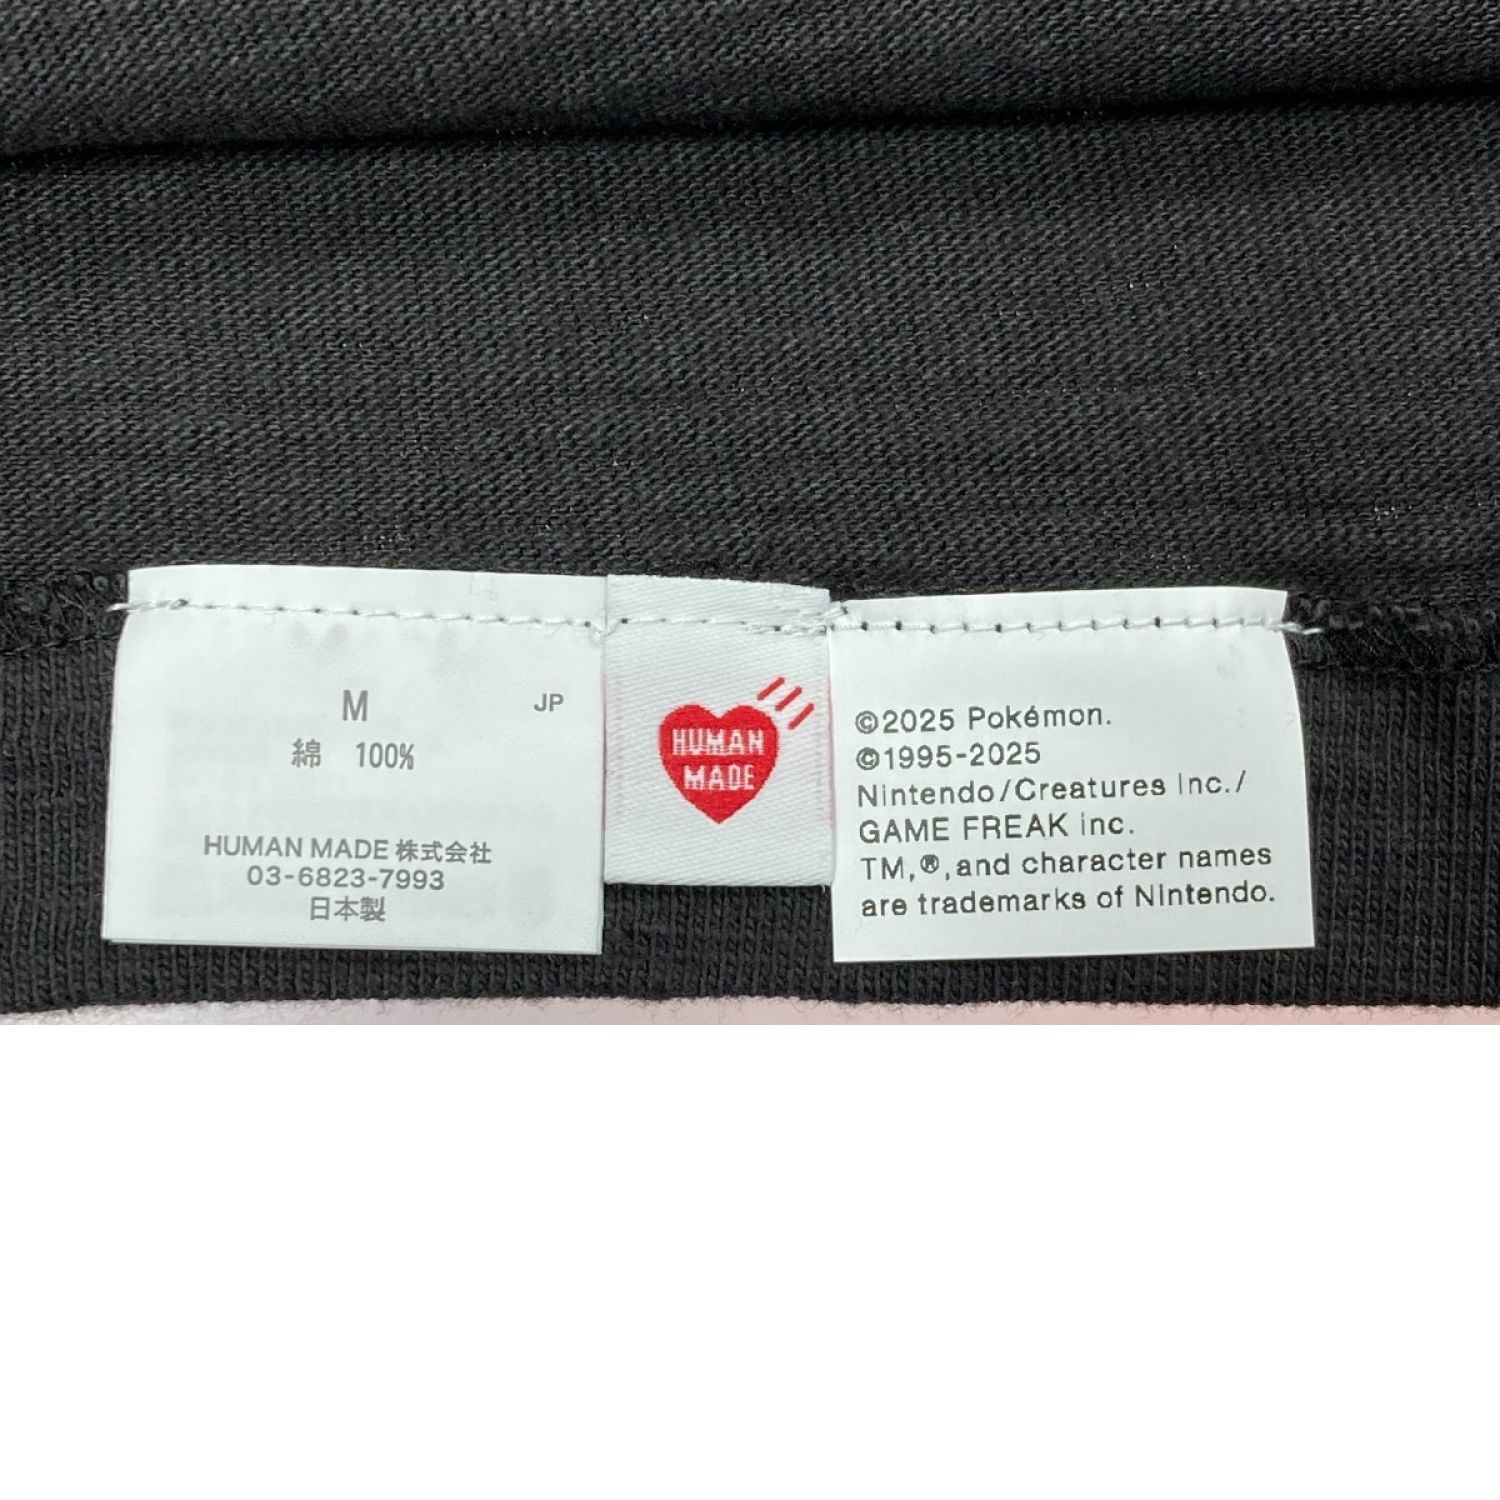 M
JP
綿 100%
HUMAN MADE 株式会社
03-6823-7993
日本製
HUMAN
MADE
©2025 Pokémon.
©1995-2025
Nintendo/Creatures Inc./
GAME FREAK inc.
TM,®,and character names
are trademarks of Nintendo.